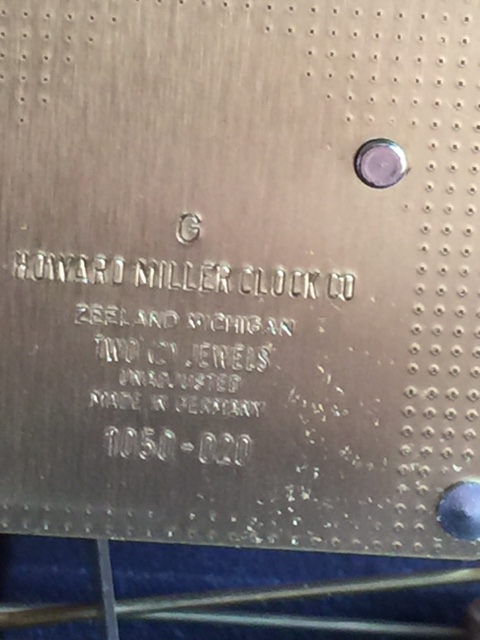 G
HOWARD MILLER CLOCK CO
ZEELAND MICHIGAN
TWO (2) JEWELS
UNADJUSTED
MADE IN GERMANY
1050-020